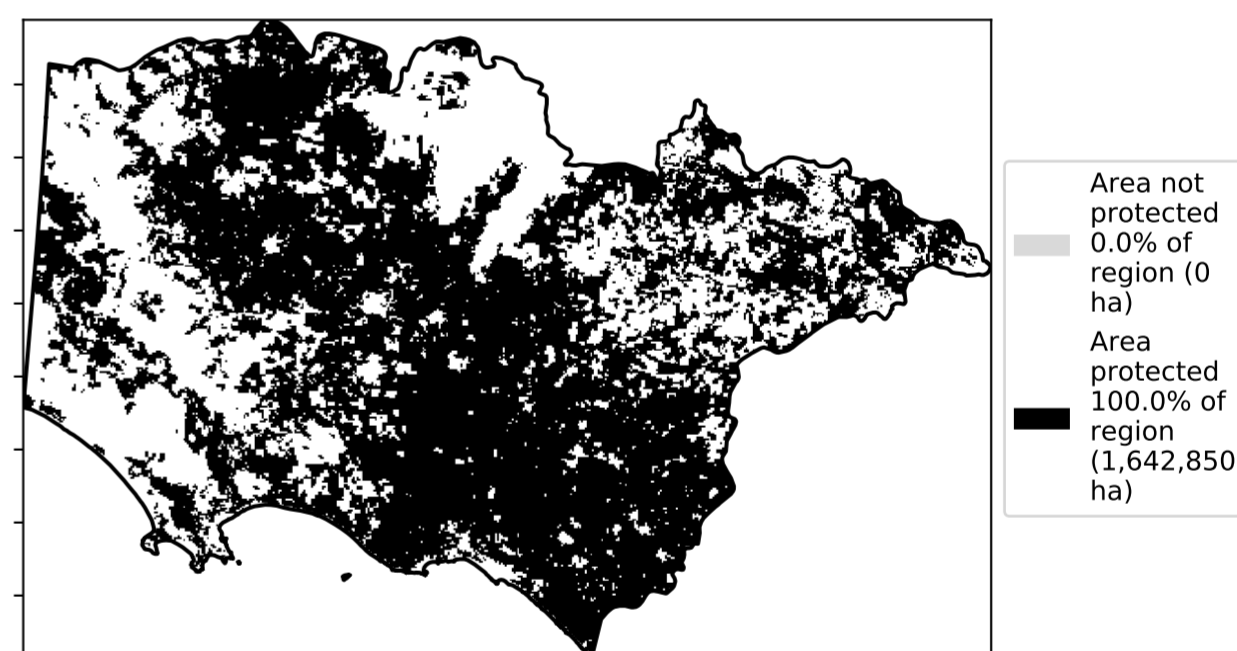 Area not
protected
0.0% of
region (0
ha)
Area
protected
100.0% of
region
(1,642,850
ha)